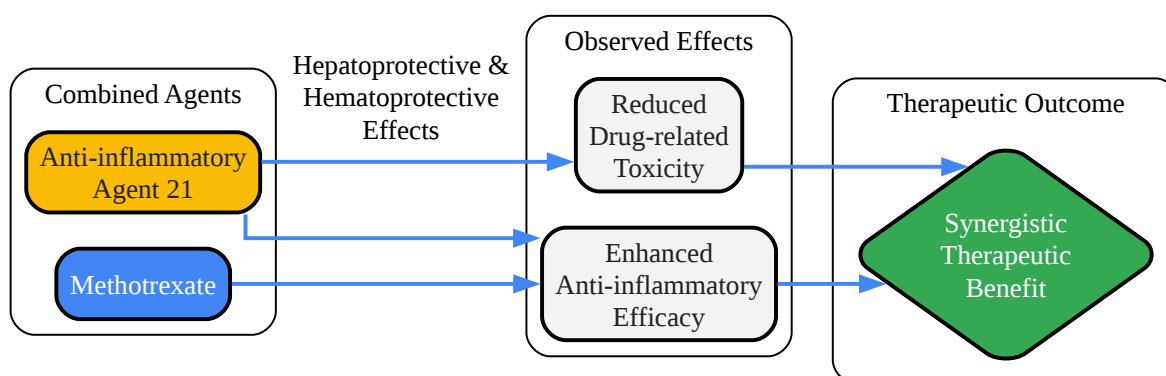 Combined Agents
Anti-inflammatory
Agent 21
Methotrexate
Hepatoprotective &
Hematoprotective
Effects
Observed Effects
Reduced
Drug-related
Toxicity
Enhanced
Anti-inflammatory
Efficacy
Therapeutic Outcome
Synergistic
Therapeutic
Benefit